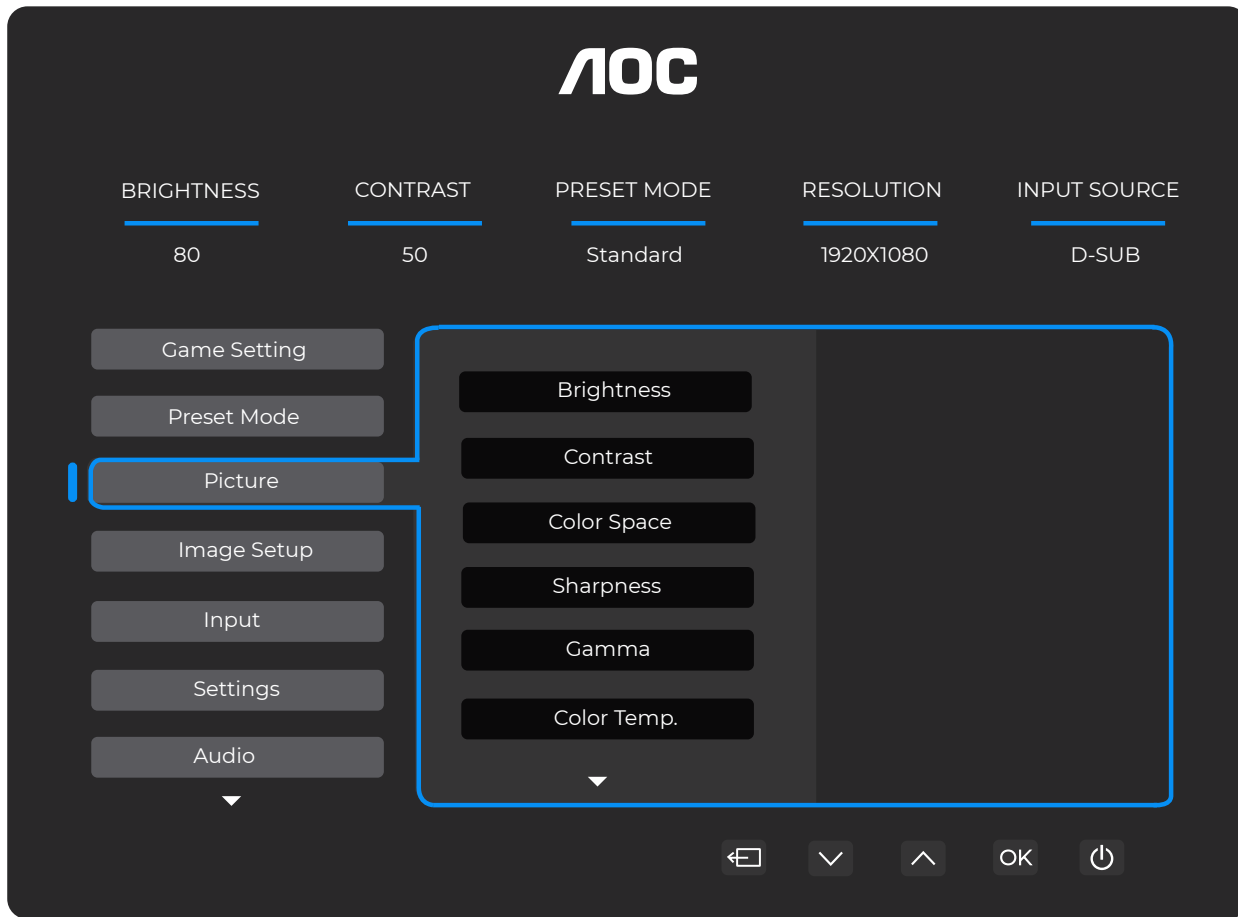 AOC
BRIGHTNESS CONTRAST PRESET MODE RESOLUTION INPUT SOURCE
80 50 Standard 1920X1080 D-SUB
Game Setting
Preset Mode
Picture
Image Setup
Input
Settings
Audio
Brightness
Contrast
Color Space
Sharpness
Gamma
Color Temp.
OK